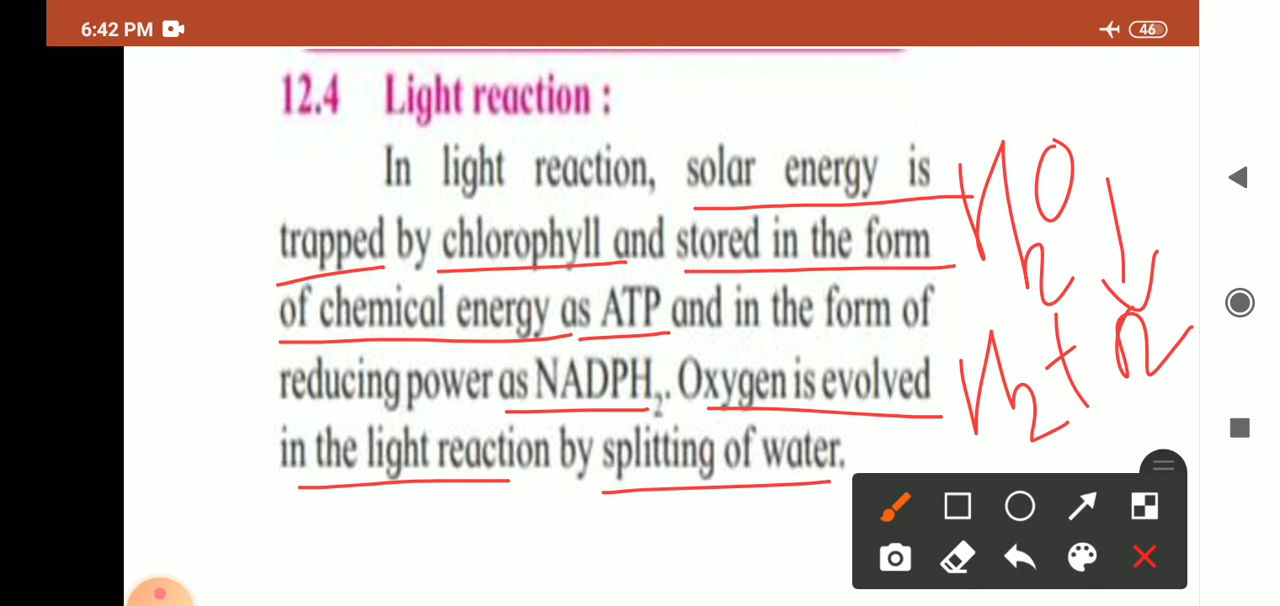 6:42 PM
46
12.4 Light reaction :
In light reaction, solar energy is
trapped by chlorophyll and stored in the form
of chemical energy as ATP and in the form of
reducing power as NADPH₂. Oxygen is evolved
in the light reaction by splitting of water.
H₂O
H₂ +